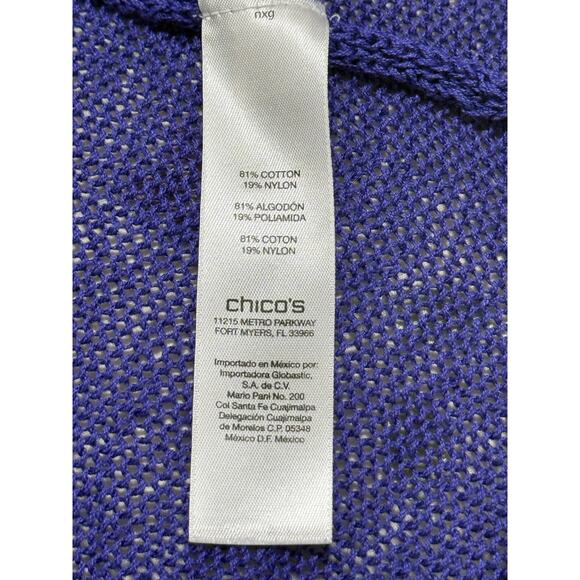 nxg
81% COTTON
19% NYLON
81% ALGODÓN
19% POLIAMIDA
81% COTON
19% NYLON
chico's
11215 METRO PARKWAY
FORT MYERS, FL 33966
Importado en México por:
Importadora Globastic,
S.A. de C.V.
Mario Pani No. 200
Col Santa Fe Cuajimalpa
Delegación Cuajimalpa
de Morelos C.P. 05348
México D.F. México